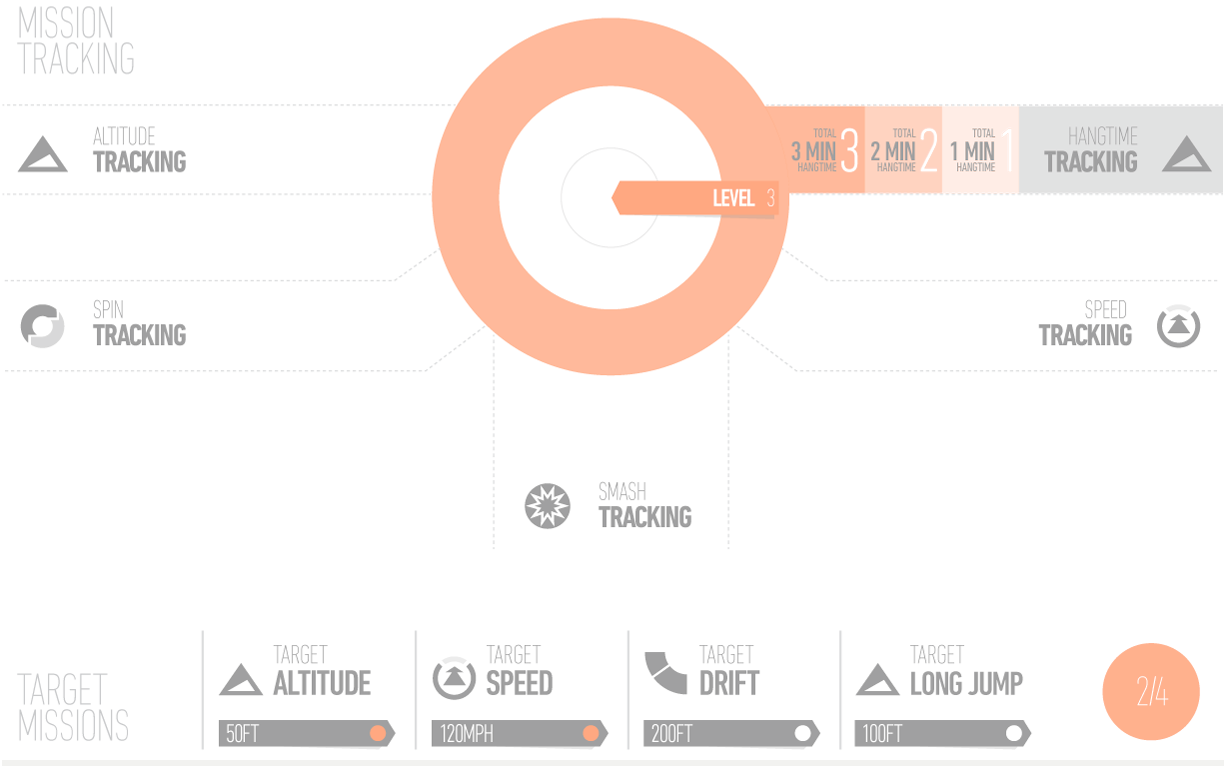 MISSION
TRACKING
ALTITUDE
TRACKING
TOTAL
3 MIN
HANGTIME
3
TOTAL
2 MIN
HANGTIME
2
TOTAL
1 MIN
HANGTIME
1
HANGTIME
TRACKING
LEVEL 3
SPIN
TRACKING
SPEED
TRACKING
SMASH
TRACKING
TARGET
MISSIONS
TARGET
ALTITUDE
50FT
TARGET
SPEED
120MPH
TARGET
DRIFT
200FT
TARGET
LONG JUMP
100FT
2/4